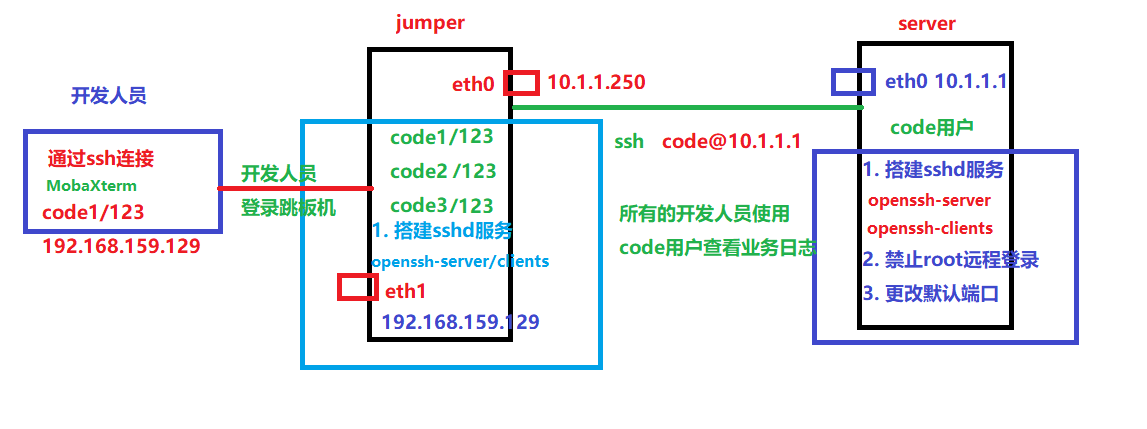 jumper
server
eth0
10.1.1.250
eth0 10.1.1.1
开发人员
code用户
code1/123
code2 /123
code3/123
ssh code@10.1.1.1
通过ssh连接
MobaXterm
code1/123
192.168.159.129
开发人员
登录跳板机
1. 搭建sshd服务
openssh-server/clients
eth1
192.168.159.129
所有的开发人员使用
code用户查看业务日志
1. 搭建sshd服务
openssh-server
openssh-clients
2. 禁止root远程登录
3. 更改默认端口